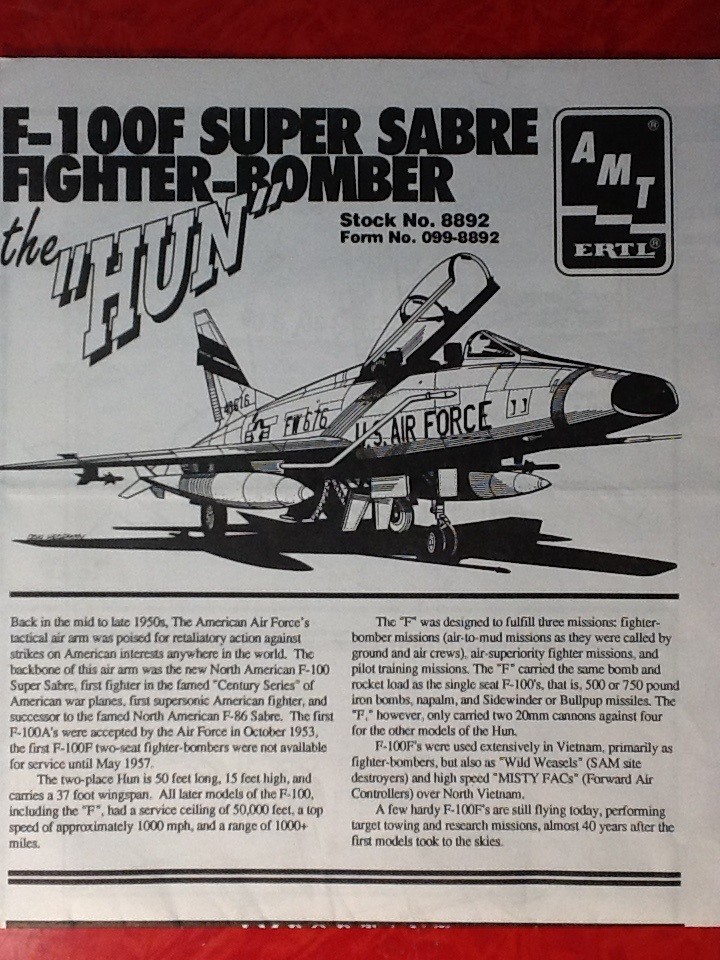 F-100F SUPER SABRE
FIGHTER-BOMBER
the "HUN"
Stock No. 8892
Form No. 099-8892
AMT®
ERTL®
49676
FW 676
U.S. AIR FORCE
Back in the mid to late 1950s, The American Air Force's
tactical air arm was poised for retaliatory action against
strikes on American interests anywhere in the world. The
backbone of this air arm was the new North American F-100
Super Sabre, first fighter in the famed "Century Series" of
American war planes, first supersonic American fighter, and
successor to the famed North American F-86 Sabre. The first
F-100A's were accepted by the Air Force in October 1953,
the first F-100F two-seat fighter-bombers were not available
for service until May 1957.
The two-place Hun is 50 feet long, 15 feet high, and
carries a 37 foot wingspan. All later models of the F-100,
including the "F", had a service ceiling of 50,000 feet, a top
speed of approximately 1000 mph, and a range of 1000+
miles.
The "F" was designed to fulfill three missions: fighter-
bomber missions (air-to-mud missions as they were called by
ground and air crews), air-superiority fighter missions, and
pilot training missions. The "F" carried the same bomb and
rocket load as the single seat F-100's, that is, 500 or 750 pound
iron bombs, napalm, and Sidewinder or Bullpup missiles. The
"F," however, only carried two 20mm cannons against four
for the other models of the Hun.
F-100F's were used extensively in Vietnam, primarily as
fighter-bombers, but also as "Wild Weasels" (SAM site
destroyers) and high speed "MISTY FACs" (Forward Air
Controllers) over North Vietnam.
A few hardy F-100F's are still flying today, performing
target towing and research missions, almost 40 years after the
first models took to the skies.
IMPORTANT